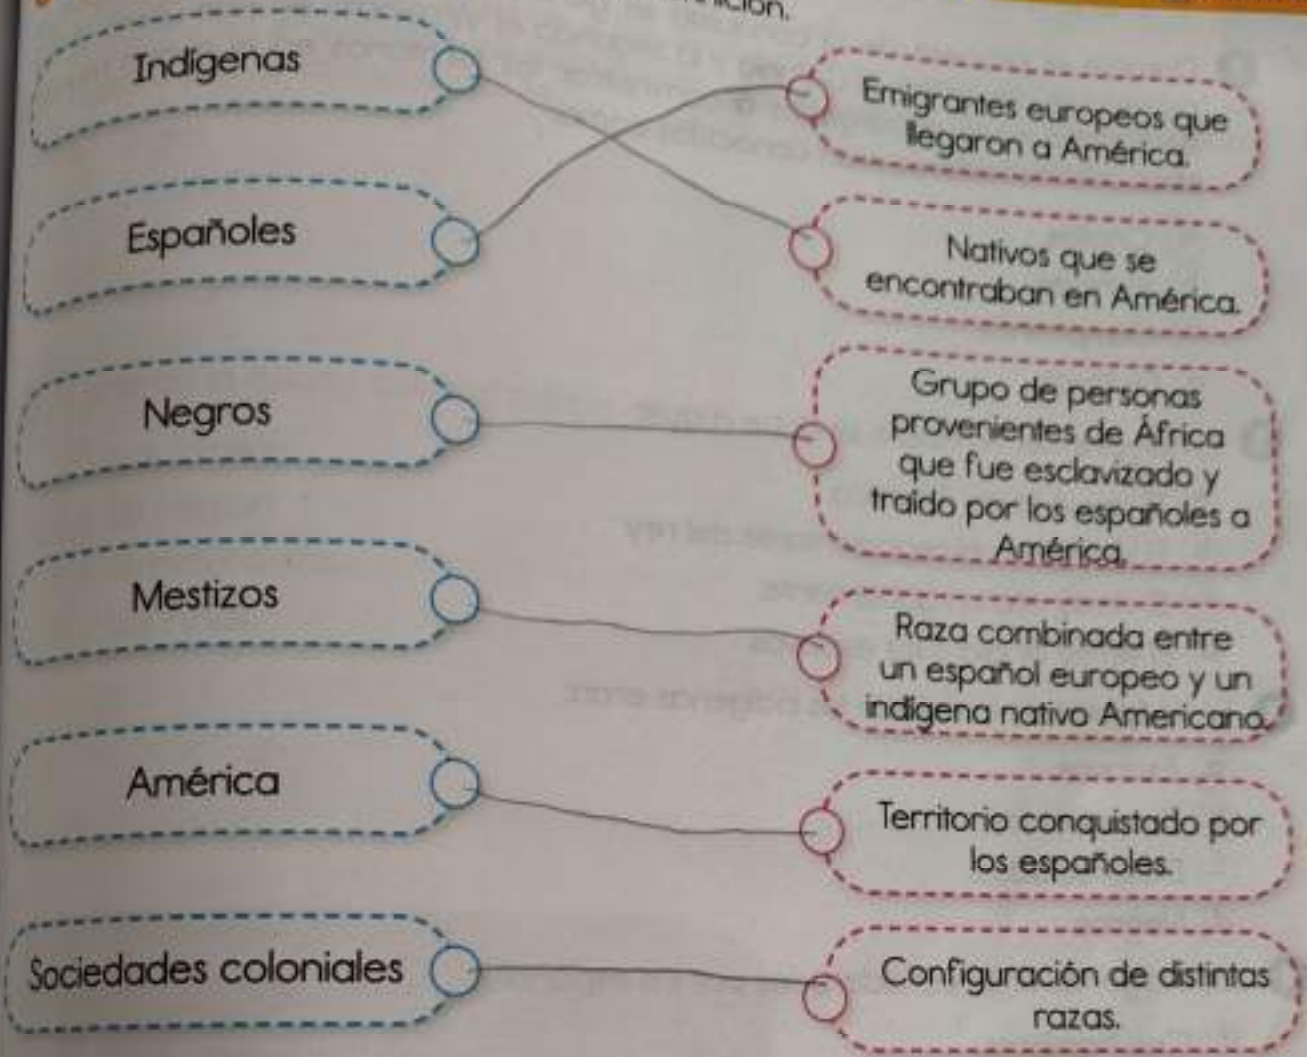 Indígenas
Emigrantes europeos que
llegaron a América.
Españoles
Nativos que se
encontraban en América.
Negros
Grupo de personas
provenientes de África
que fue esclavizado y
traído por los españoles a
América.
Mestizos
Raza combinada entre
un español europeo y un
indígena nativo Americano.
América
Territorio conquistado por
los españoles.
Sociedades coloniales
Configuración de distintas
razas.